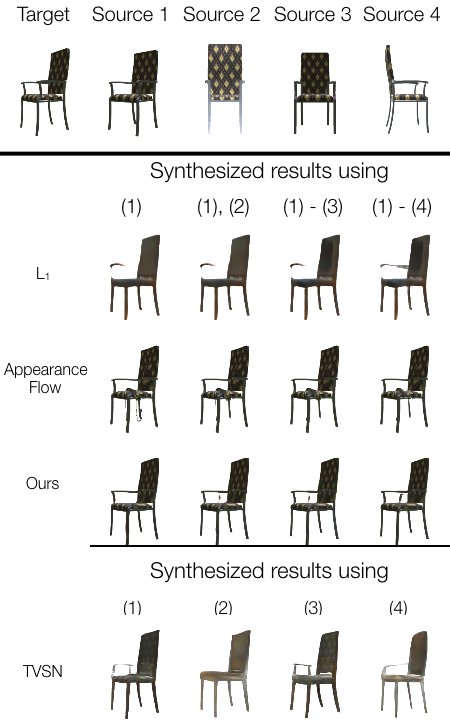 Target Source 1 Source 2 Source 3 Source 4
Synthesized results using
(1) (1), (2) (1) - (3) (1) - (4)
L₁
Appearance
Flow
Ours
Synthesized results using
(1) (2) (3) (4)
TVSN